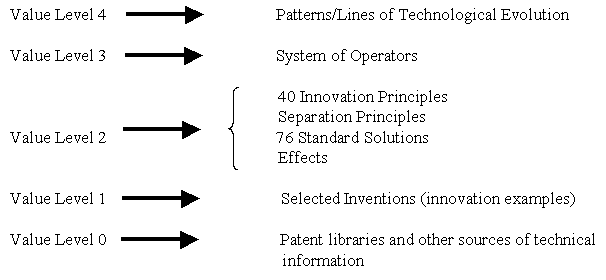 Value Level 4 Patterns/Lines of Technological Evolution
Value Level 3 System of Operators
40 Innovation Principles
Separation Principles
Value Level 2 76 Standard Solutions
Effects
Value Level 1 Selected Inventions (innovation examples)
Value Level 0 Patent libraries and other sources of technical
information